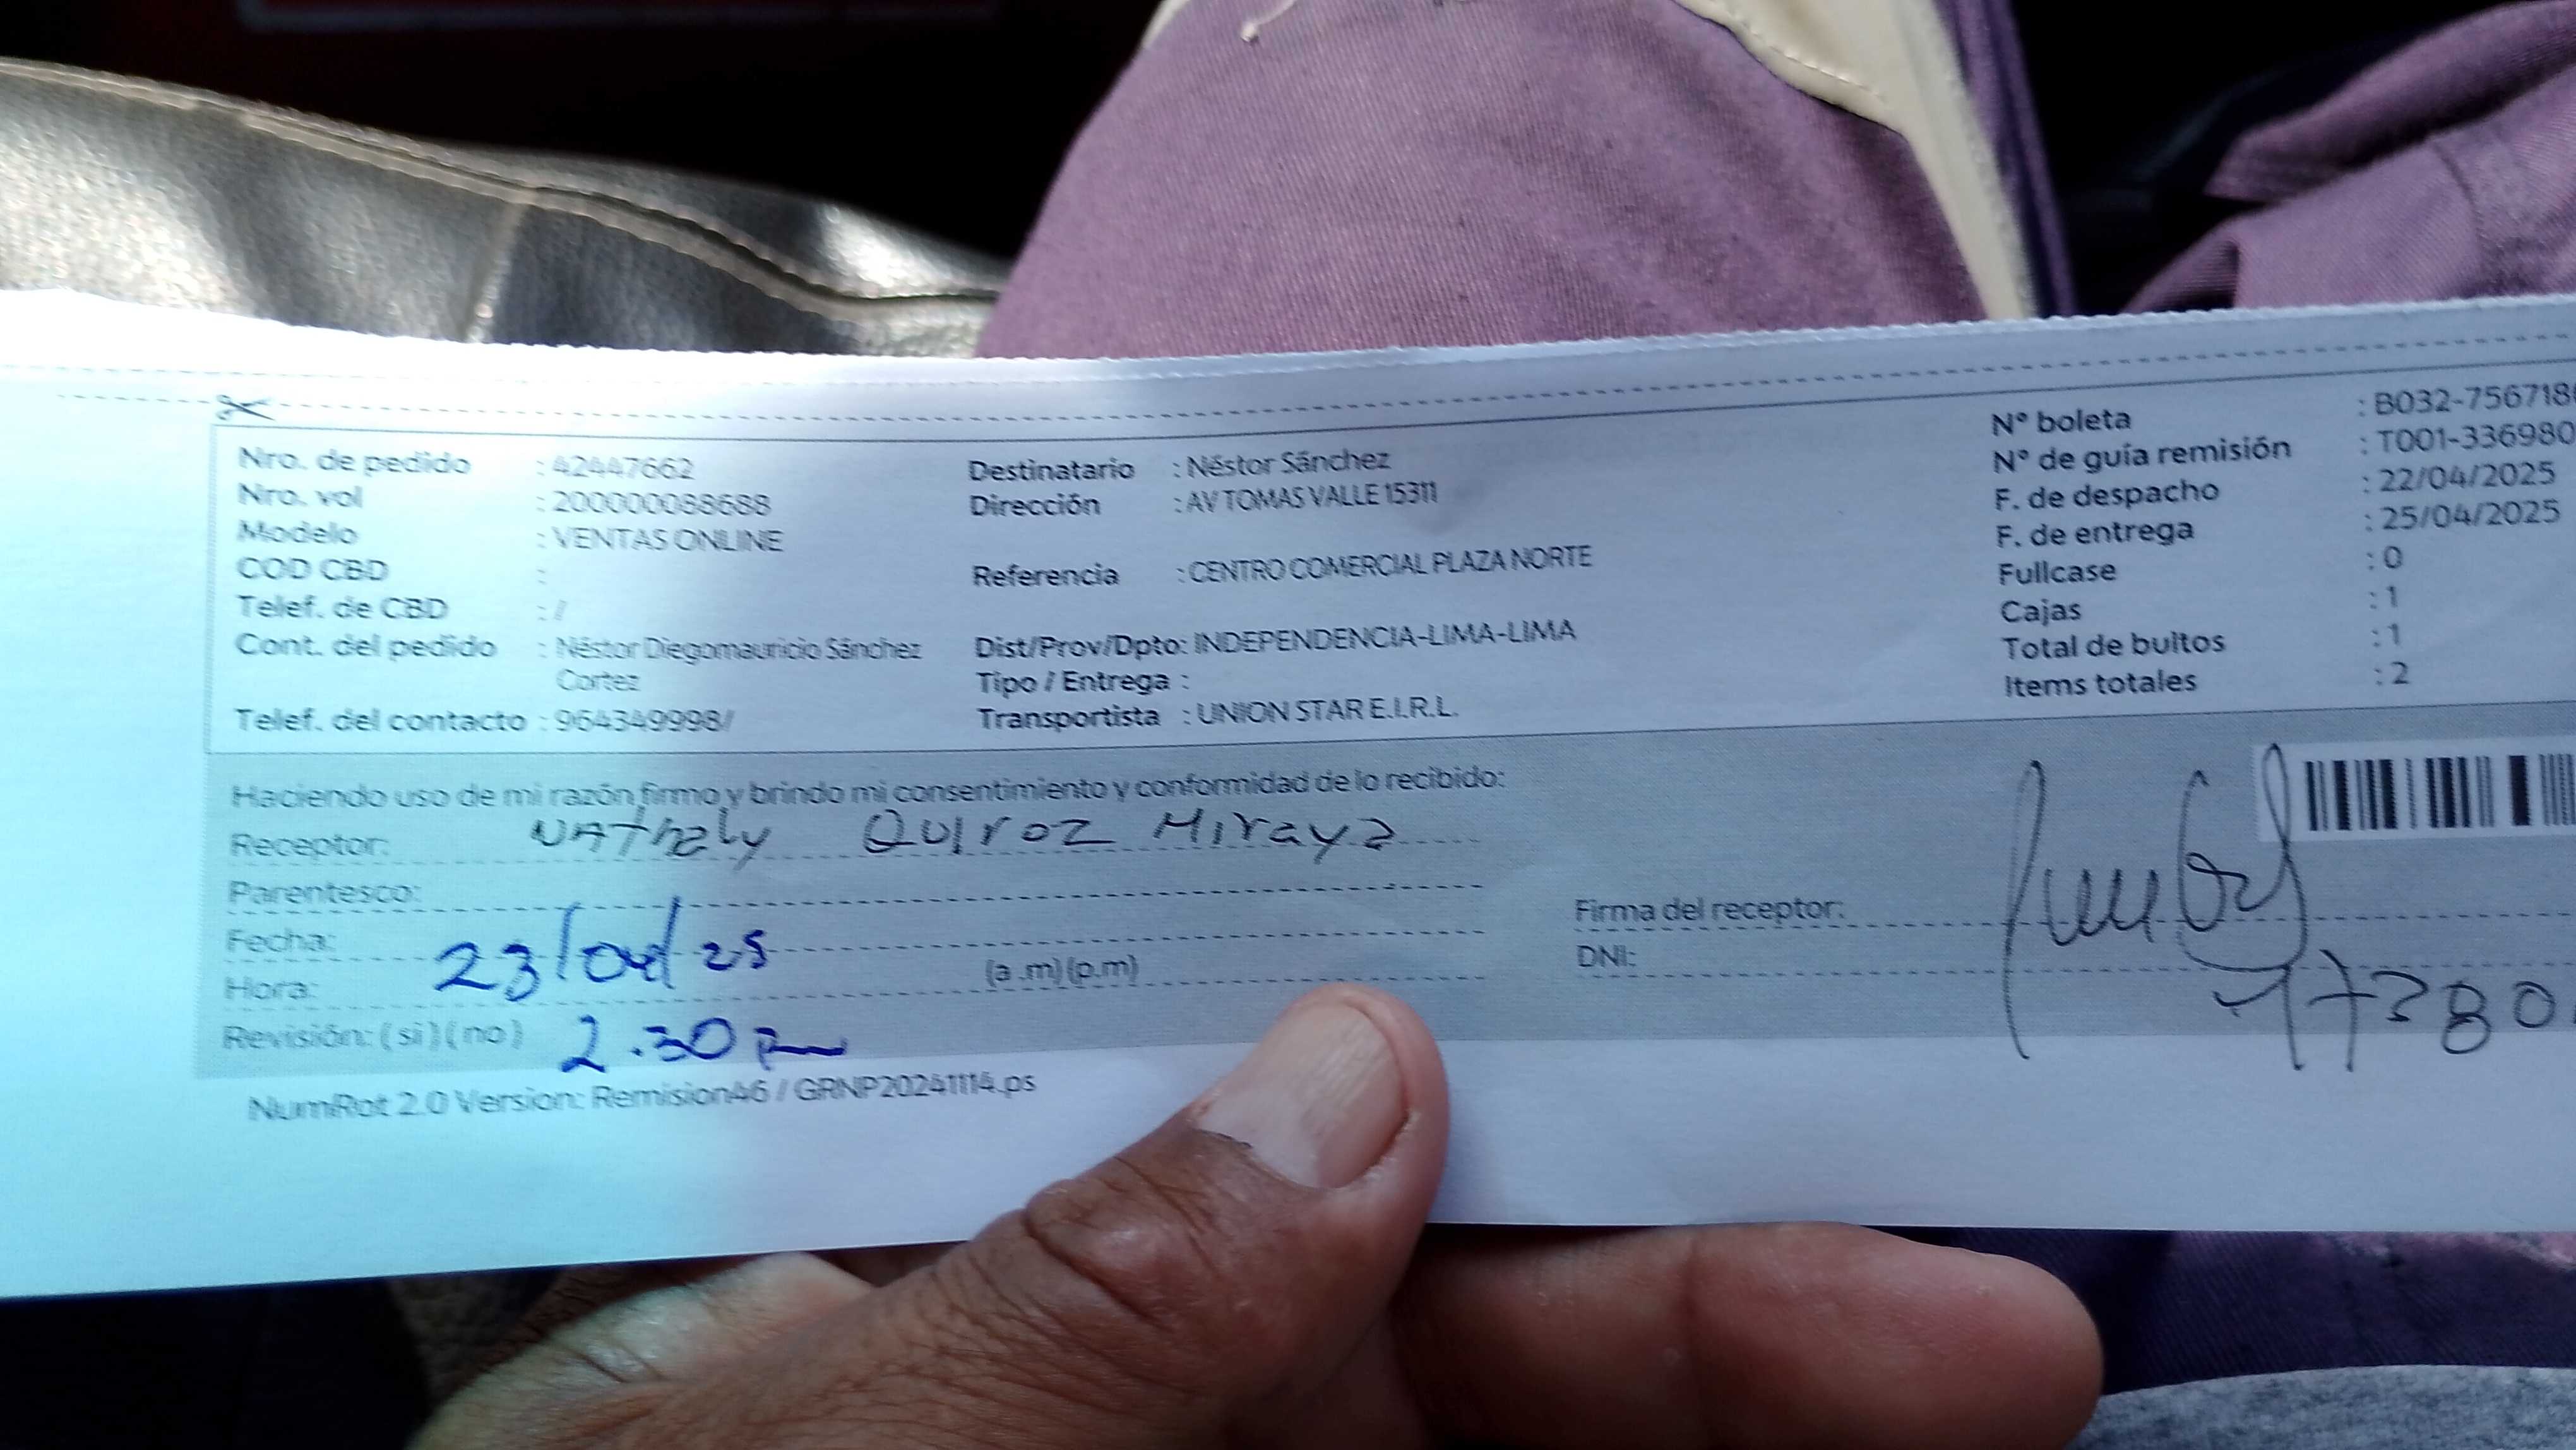 Nro. de pedido : 42447662
Nro. vol : 200000088688
Modelo : VENTAS ONLINE
COD CBD :
Telef. de CBD : /
Cont. del pedido : Néstor Diegomauricio Sánchez
Cortez
Telef. del contacto : 964349998/
Destinatario : Néstor Sánchez
Dirección : AV TOMAS VALLE 15311
Referencia : CENTRO COMERCIAL PLAZA NORTE
Dist/Prov/Dpto: INDEPENDENCIA-LIMA-LIMA
Tipo / Entrega :
Transportista : UNION STAR E.I.R.L.
N° boleta : B032-756718
N° de guía remisión : T001-336980
F. de despacho : 22/04/2025
F. de entrega : 25/04/2025
Fullcase : 0
Cajas : 1
Total de bultos : 1
Items totales : 2
Haciendo uso de mi razón firmo y brindo mi consentimiento y conformidad de lo recibido:
Receptor: NAThaly Quiroz Miraya
Parentesco:
Fecha: 23/04/25
Hora: (a .m) (p.m)
Revisión: ( si ) ( no ) 2.30 Pm
Firma del receptor:
DNI:
NumRot 2.0 Version: Remision46 / GRNP20241114.ps